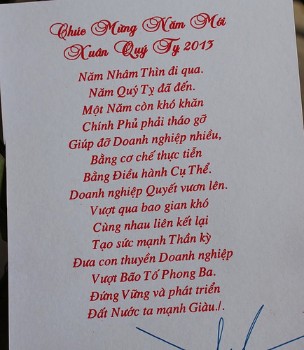 Chúc Mừng Năm Mới
Xuân Quý Tỵ 2013
Năm Nhâm Thìn đi qua.
Năm Quý Tỵ đã đến.
Một Năm còn khó khăn
Chính Phủ phải tháo gỡ
Giúp đỡ Doanh nghiệp nhiều,
Bằng cơ chế thực tiễn
Bằng Điều hành Cụ Thể.
Doanh nghiệp Quyết vươn lên.
Vượt qua bao gian khó
Cùng nhau liên kết lại
Tạo sức mạnh Thần kỳ
Đưa con thuyền Doanh nghiệp
Vượt Bão Tố Phong Ba.
Đứng Vững và phát triển
Đất Nước ta mạnh Giàu./.